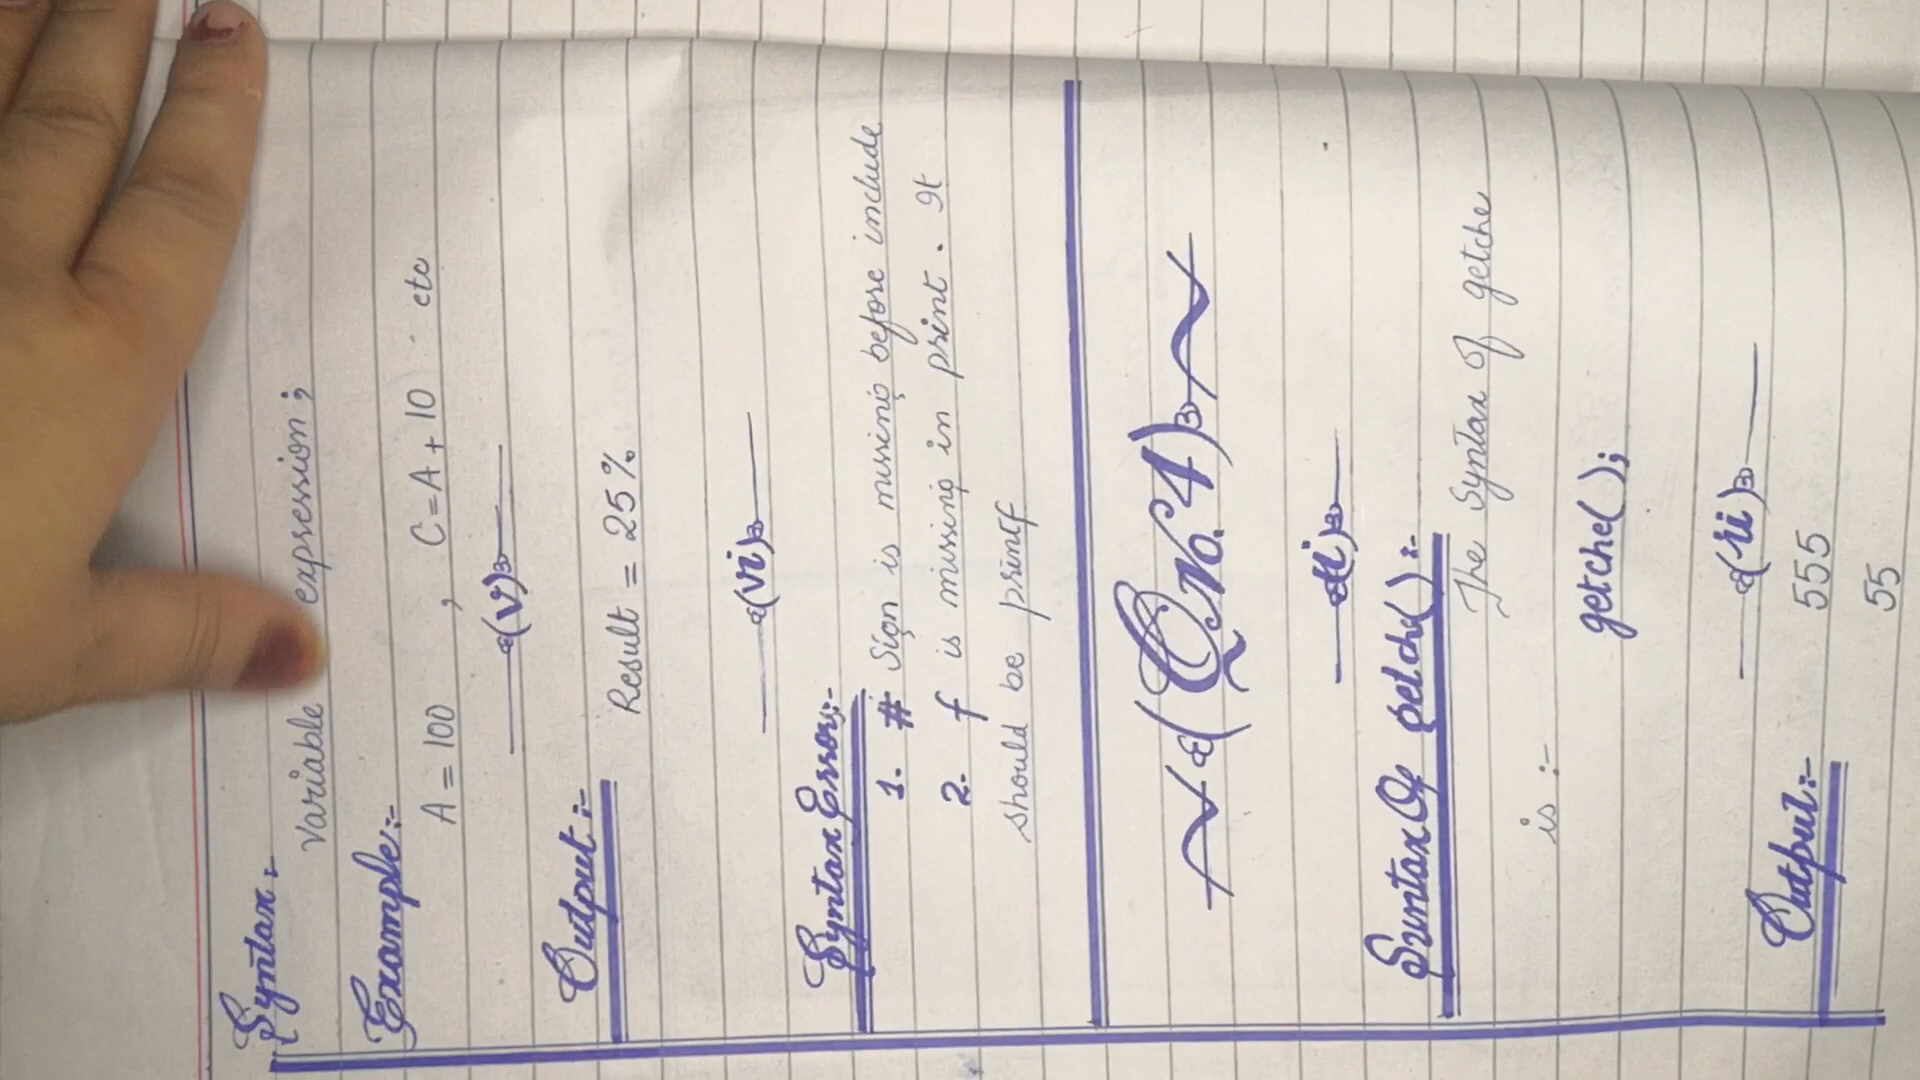 Syntax:-
variable expression;
Example:-
A = 100 , C = A + 10 etc
(v)
Output:-
Result = 25%
(vi)
Syntax Errors:-
1. # Sign is missing before include
2. f is missing in print. It
should be printf
(Q No. 4)
(i)
Syntax Of getche():-
The Syntax of getche
is :-
getche();
(ii)
Output:-
555
55